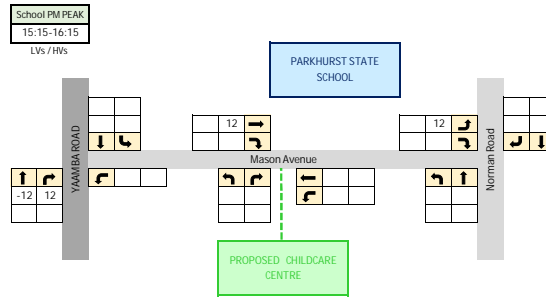 School PM PEAK
15:15-16:15
LVs / HVs
PARKHURST STATE
SCHOOL
12
12
YAAMBA ROAD
Mason Avenue
Norman Road
-12 12
PROPOSED CHILDCARE
CENTRE